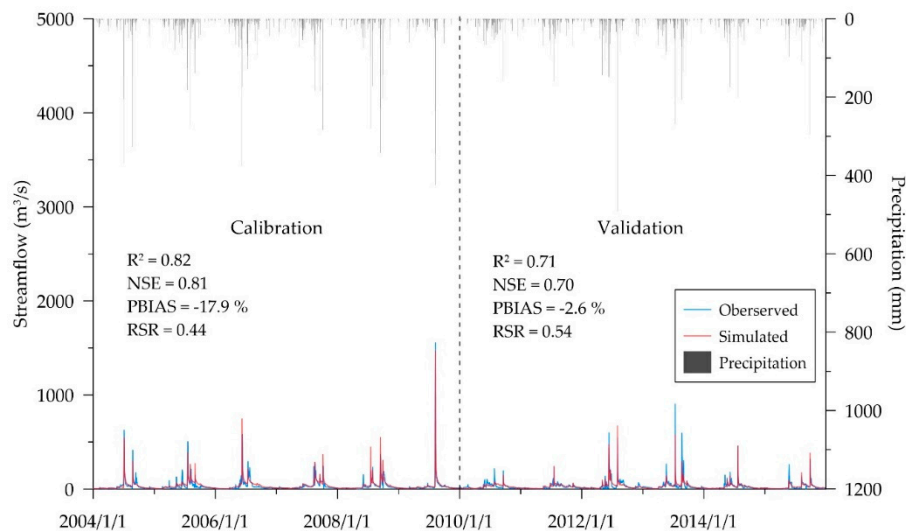 5000
4000
3000
2000
1000
0
Streamflow (m³/s)
0
200
400
600
800
1000
1200
Precipitation (mm)
Calibration
R² = 0.82
NSE = 0.81
PBIAS = -17.9 %
RSR = 0.44
Validation
R² = 0.71
NSE = 0.70
PBIAS = -2.6 %
RSR = 0.54
Oberserved
Simulated
Precipitation
2004/1/1 2006/1/1 2008/1/1 2010/1/1 2012/1/1 2014/1/1